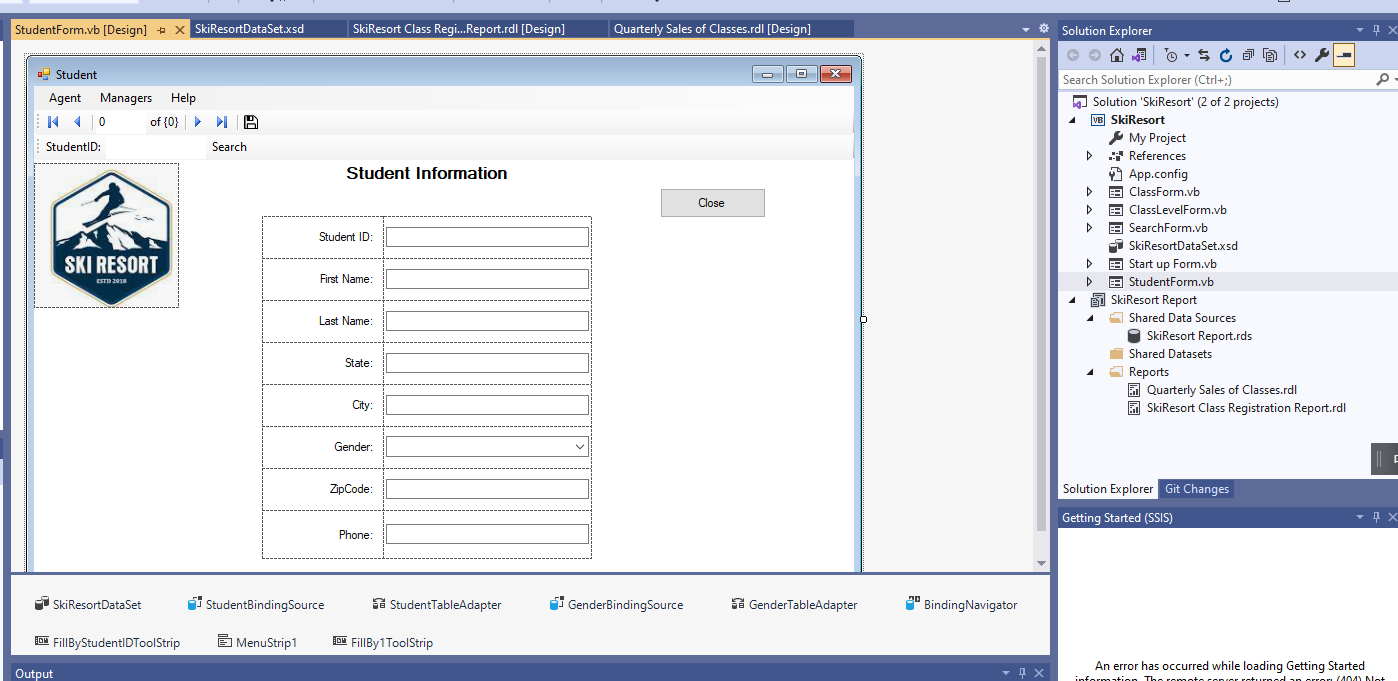 StudentForm.vb [Design]
SkiResortDataSet.xsd
SkiResort Class Regi...Report.rdl [Design]
Quarterly Sales of Classes.rdl [Design]
Student
Agent Managers Help
0 of {0}
StudentID: Search
SKI RESORT
ESTD 2018
Student Information
Close
Student ID:
First Name:
Last Name:
State:
City:
Gender:
ZipCode:
Phone:
SkiResortDataSet StudentBindingSource StudentTableAdapter GenderBindingSource GenderTableAdapter BindingNavigator
FillByStudentIDToolStrip MenuStrip1 FillBy1ToolStrip
Output
Solution Explorer
Search Solution Explorer (Ctrl+;)
Solution 'SkiResort' (2 of 2 projects)
VB SkiResort
My Project
References
App.config
ClassForm.vb
ClassLevelForm.vb
SearchForm.vb
SkiResortDataSet.xsd
Start up Form.vb
StudentForm.vb
SkiResort Report
Shared Data Sources
SkiResort Report.rds
Shared Datasets
Reports
Quarterly Sales of Classes.rdl
SkiResort Class Registration Report.rdl
Solution Explorer Git Changes
Getting Started (SSIS)
An error has occurred while loading Getting Started
information. The remote server returned an error: (404) Not